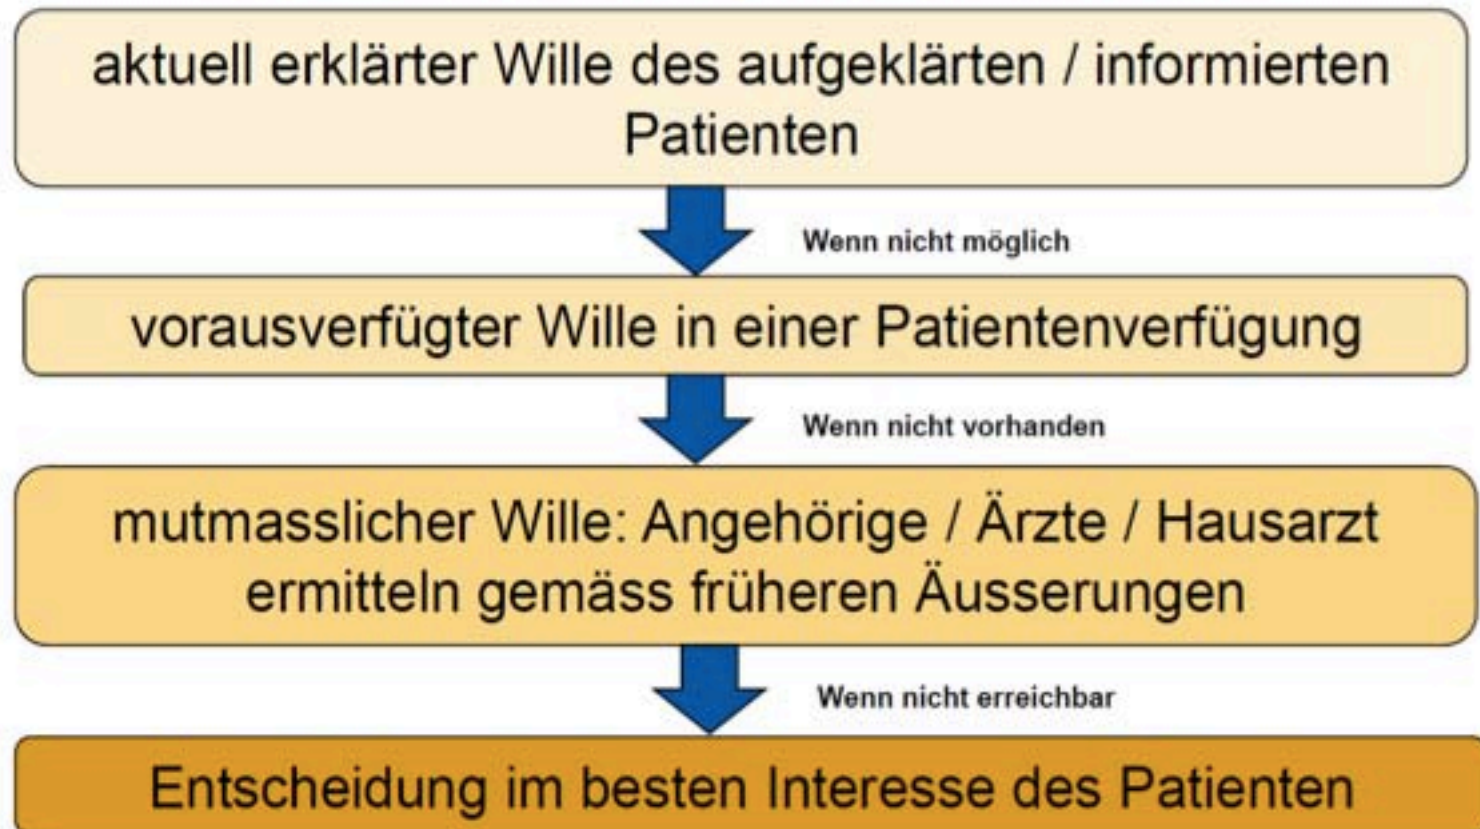 aktuell erklärter Wille des aufgeklärten / informierten
Patienten
Wenn nicht möglich
vorausverfügter Wille in einer Patientenverfügung
Wenn nicht vorhanden
mutmasslicher Wille: Angehörige / Ärzte / Hausarzt
ermitteln gemäss früheren Äusserungen
Wenn nicht erreichbar
Entscheidung im besten Interesse des Patienten